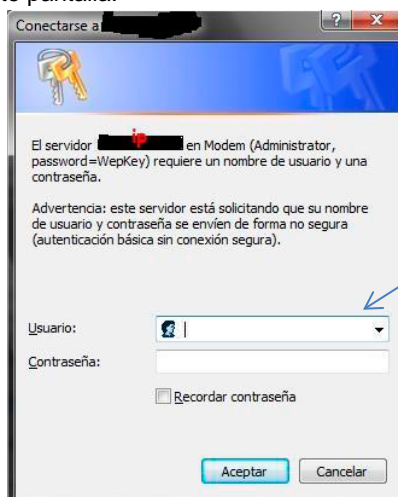 Conectarse a
El servidor ip en Modem (Administrator,
password=WepKey) requiere un nombre de usuario y una
contraseña.
Advertencia: este servidor está solicitando que su nombre
de usuario y contraseña se envíen de forma no segura
(autenticación básica sin conexión segura).
Usuario:
Contraseña:
Recordar contraseña
Aceptar Cancelar